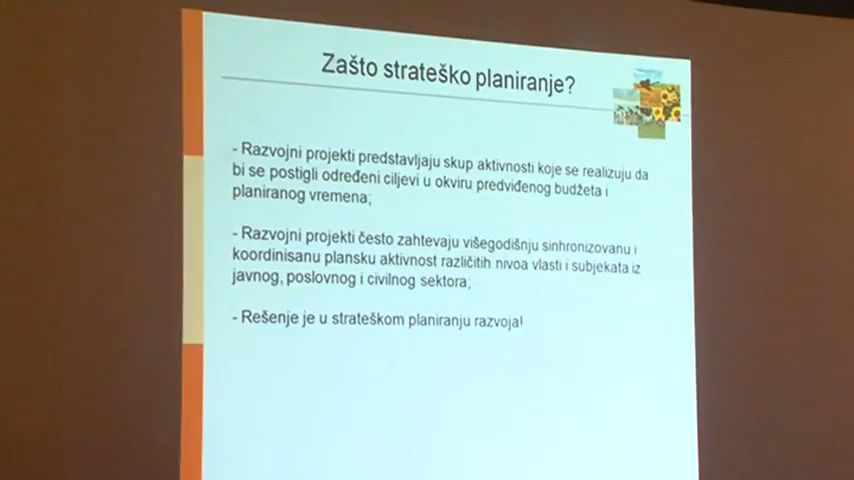 Zašto strateško planiranje?
- Razvojni projekti predstavljaju skup aktivnosti koje se realizuju da
bi se postigli određeni ciljevi u okviru predviđenog budžeta i
planiranog vremena;
- Razvojni projekti često zahtevaju višegodišnju sinhronizovanu i
koordinisanu plansku aktivnost različitih nivoa vlasti i subjekata iz
javnog, poslovnog i civilnog sektora;
- Rešenje je u strateškom planiranju razvoja!